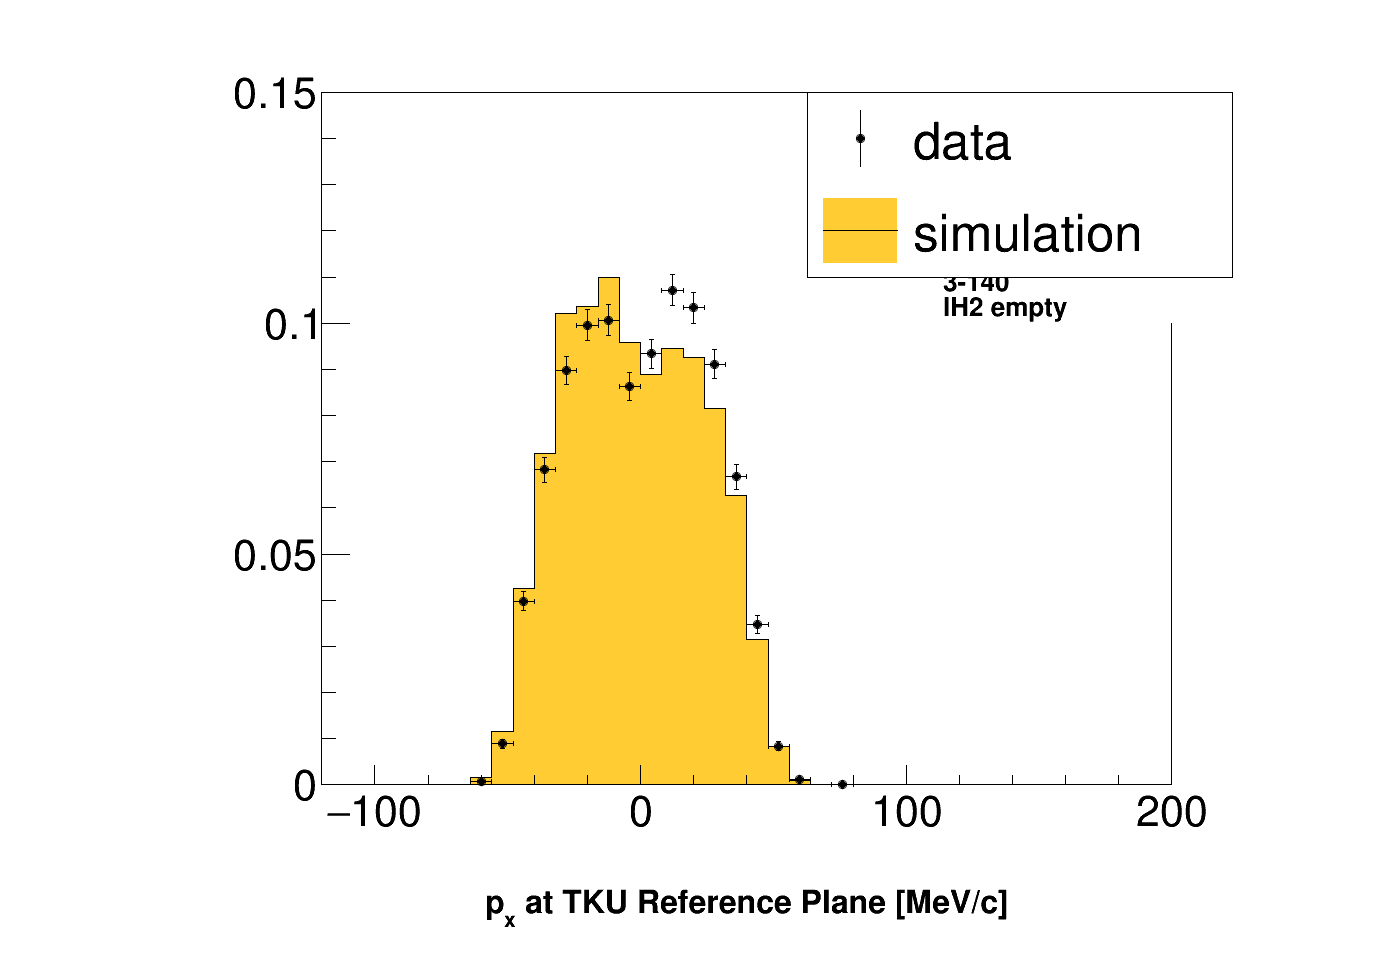 0.15
data
simulation
3-140
lH2 empty
0.1
0.05
0
−100
0
100
200
px at TKU Reference Plane [MeV/c]